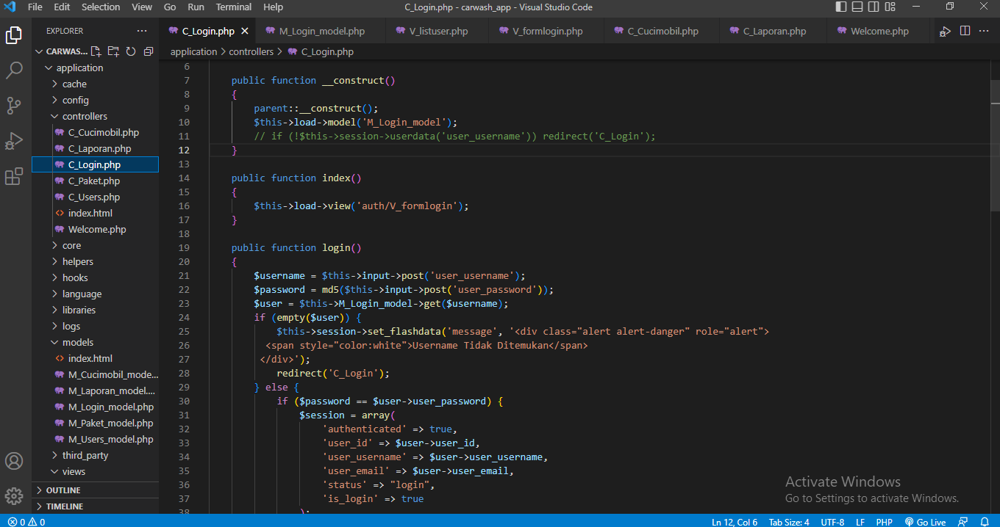 File Edit Selection View Go Run Terminal Help C_Login.php - carwash_app - Visual Studio Code
EXPLORER
CARWAS...
application
cache
config
controllers
C_Cucimobil.php
C_Laporan.php
C_Login.php
C_Paket.php
C_Users.php
index.html
Welcome.php
core
helpers
hooks
language
libraries
logs
models
index.html
M_Cucimobil_mode...
M_Laporan_model....
M_Login_model.php
M_Paket_model.php
M_Users_model.php
third_party
views
OUTLINE
TIMELINE
C_Login.php M_Login_model.php V_listuser.php V_formlogin.php C_Cucimobil.php C_Laporan.php Welcome.php
application > controllers > C_Login.php
6
7 public function __construct()
8 {
9 parent::__construct();
10 $this->load->model('M_Login_model');
11 // if (!$this->session->userdata('user_username')) redirect('C_Login');
12 }
13
14 public function index()
15 {
16 $this->load->view('auth/V_formlogin');
17 }
18
19 public function login()
20 {
21 $username = $this->input->post('user_username');
22 $password = md5($this->input->post('user_password'));
23 $user = $this->M_Login_model->get($username);
24 if (empty($user)) {
25 $this->session->set_flashdata('message', '<div class="alert alert-danger" role="alert">
26 <span style="color:white">Username Tidak Ditemukan</span>
27 </div>');
28 redirect('C_Login');
29 } else {
30 if ($password == $user->user_password) {
31 $session = array(
32 'authenticated' => true,
33 'user_id' => $user->user_id,
34 'user_username' => $user->user_username,
35 'user_email' => $user->user_email,
36 'status' => "login",
37 'is_login' => true
38 );
Activate Windows
Go to Settings to activate Windows.
0 0 Ln 12, Col 6 Tab Size: 4 UTF-8 LF PHP Go Live